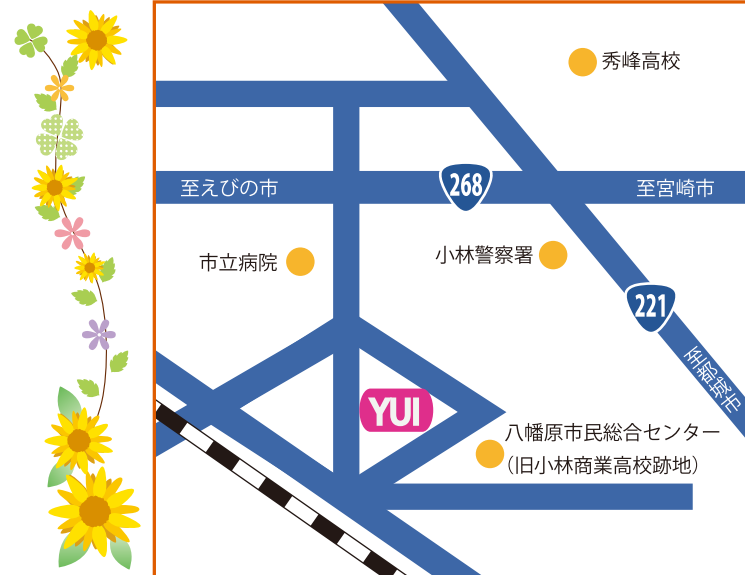 秀峰高校
至えびの市
268
至宮崎市
市立病院
小林警察署
221
至都城市
YUI
八幡原市民総合センター
（旧小林商業高校跡地）